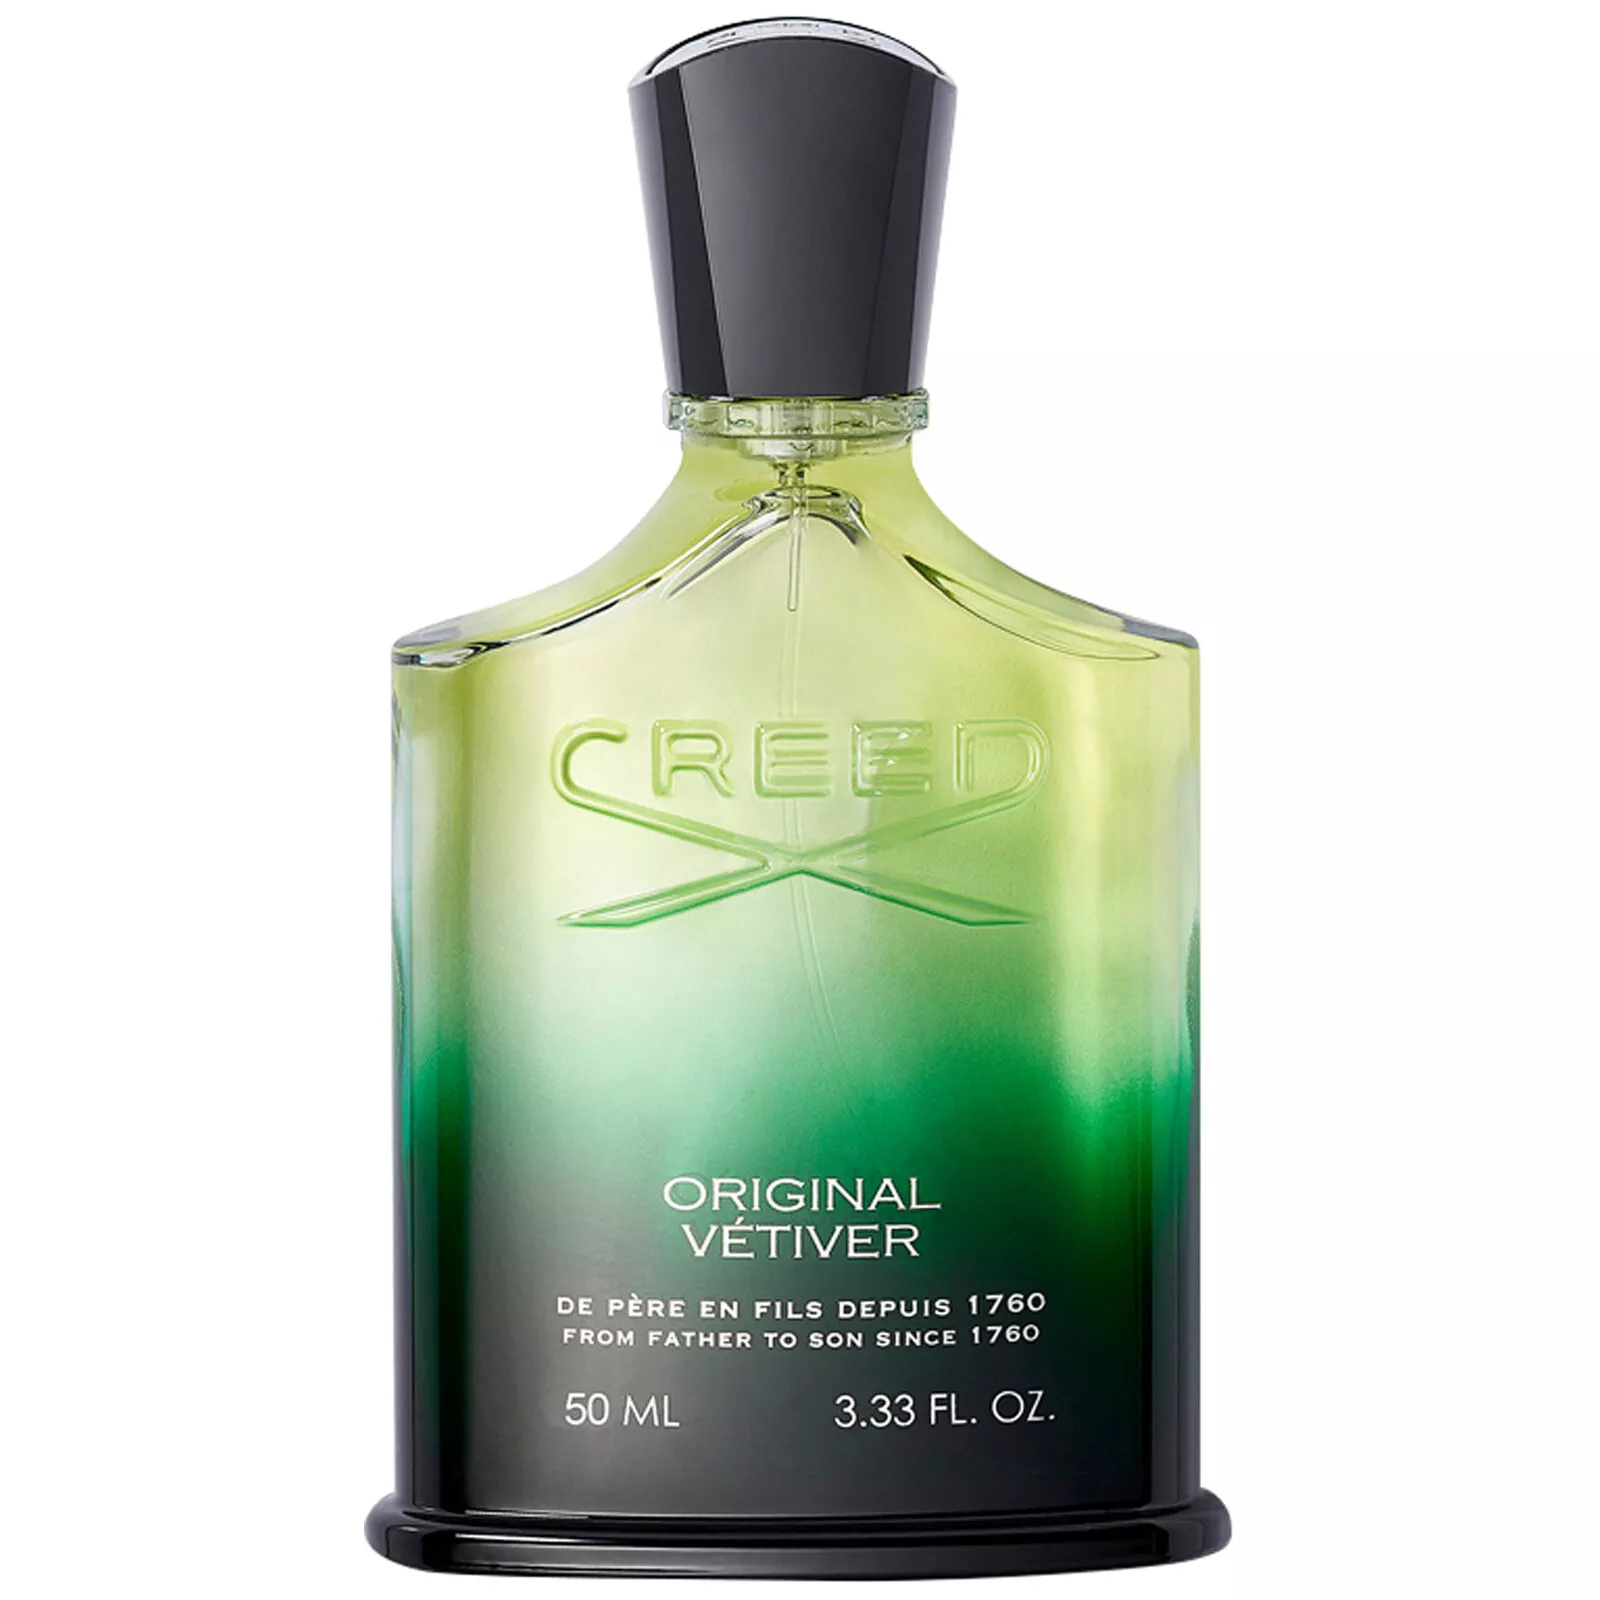 CREED
ORIGINAL
VÉTIVER
DE PÈRE EN FILS DEPUIS 1760
FROM FATHER TO SON SINCE 1760
50 ML 3.33 FL. OZ.